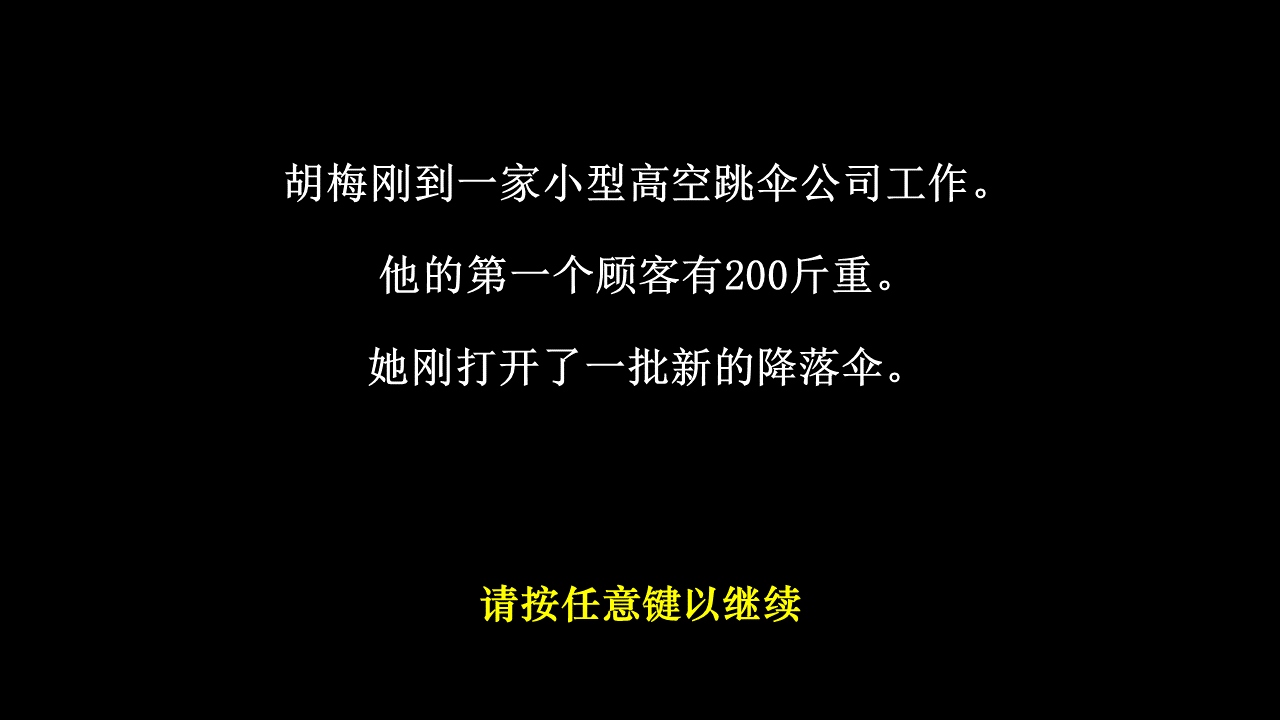 胡梅刚到一家小型高空跳伞公司工作。
他的第一个顾客有200斤重。
她刚打开了一批新的降落伞。
请按任意键以继续